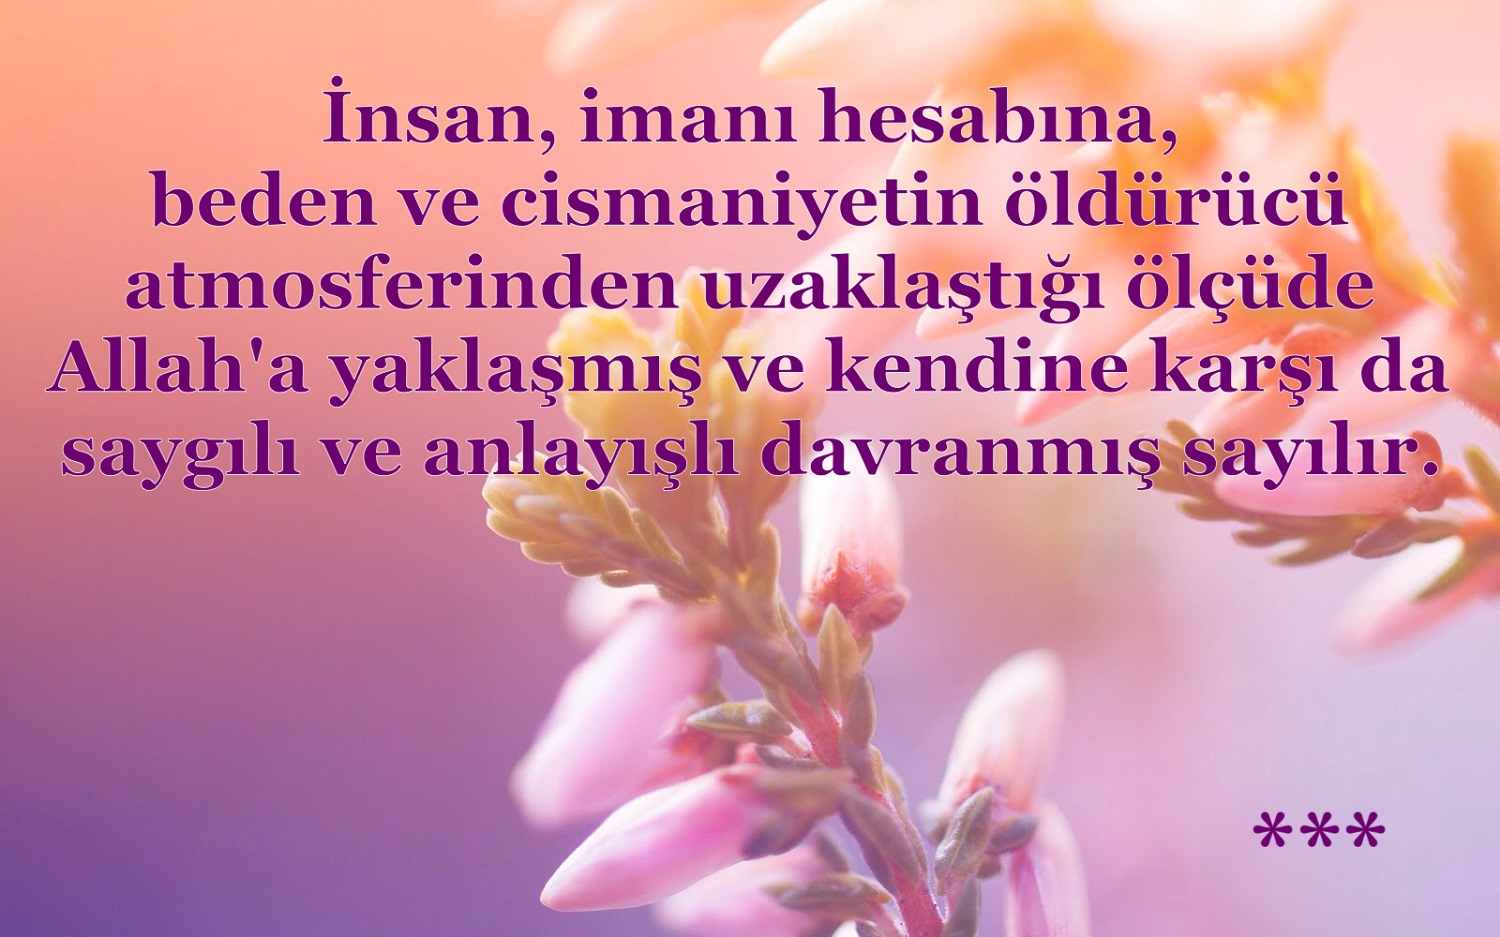 İnsan, imanı hesabına,
beden ve cismaniyetin öldürücü
atmosferinden uzaklaştığı ölçüde
Allah'a yaklaşmış ve kendine karşı da
saygılı ve anlayışlı davranmış sayılır.
***